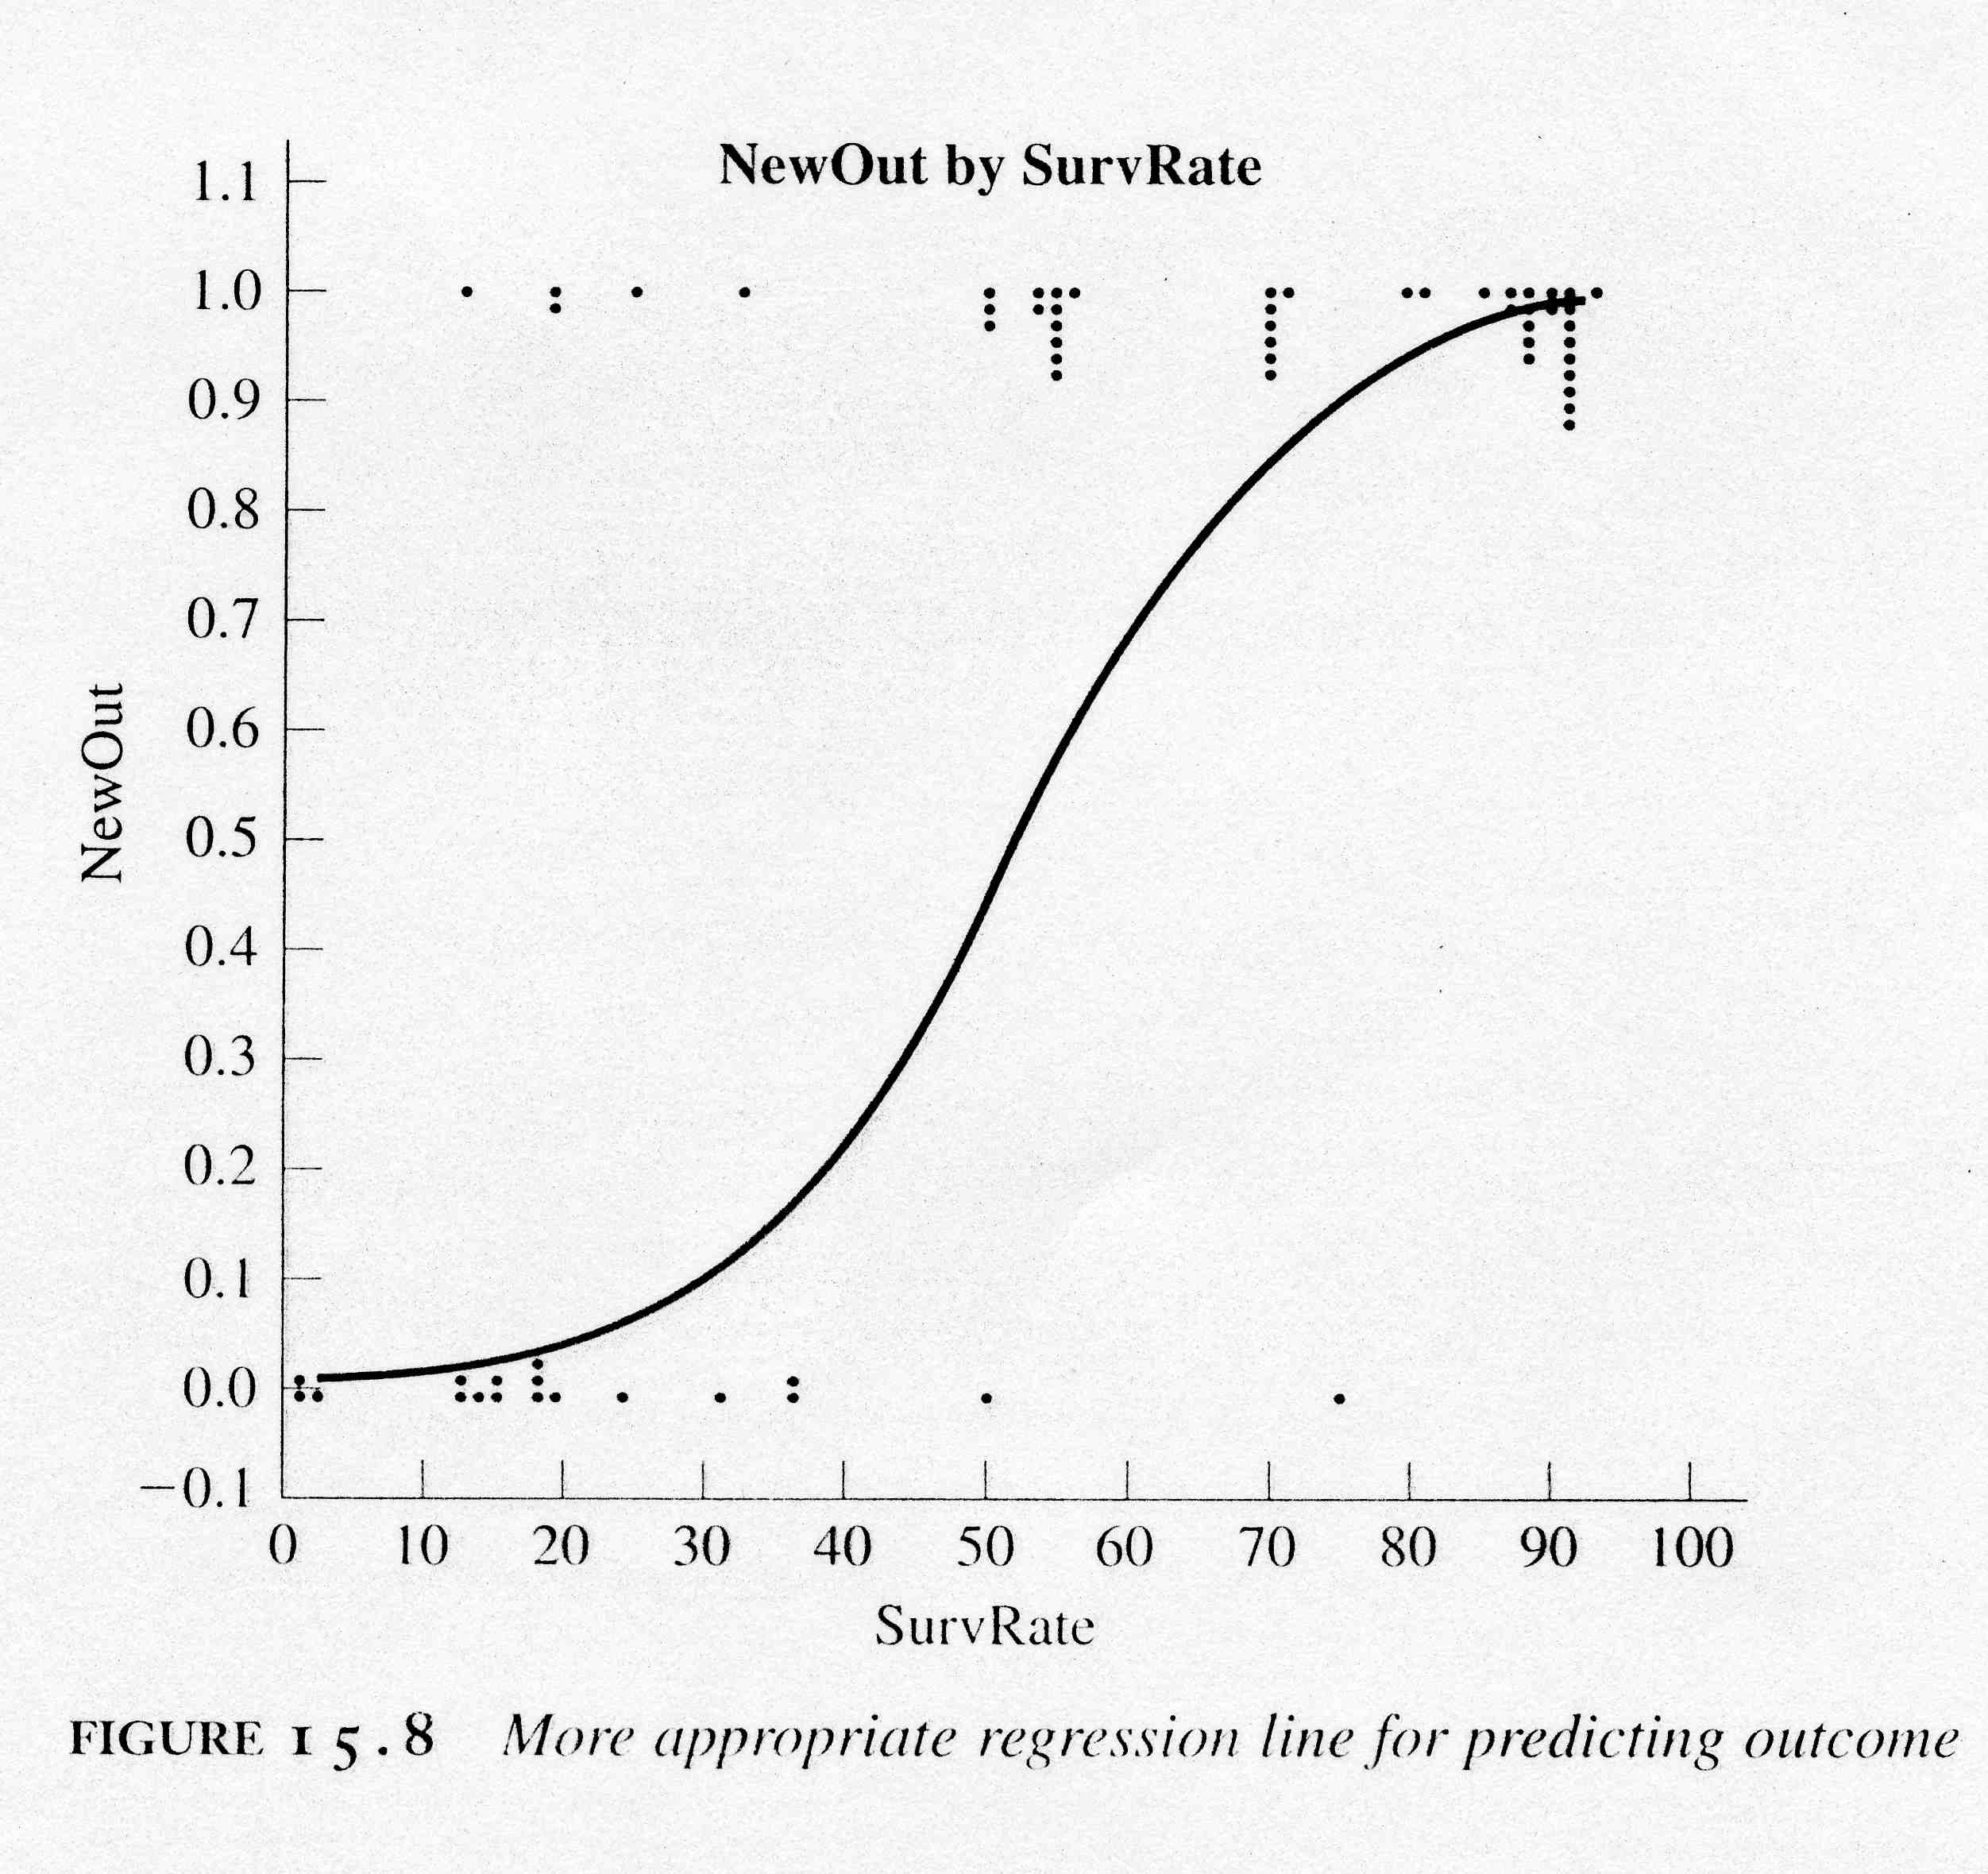 NewOut by SurvRate
1.1
1.0
0.9
0.8
0.7
0.6
0.5
0.4
0.3
0.2
0.1
0.0
−0.1
NewOut
0 10 20 30 40 50 60 70 80 90 100
SurvRate
FIGURE 15.8 More appropriate regression line for predicting outcome